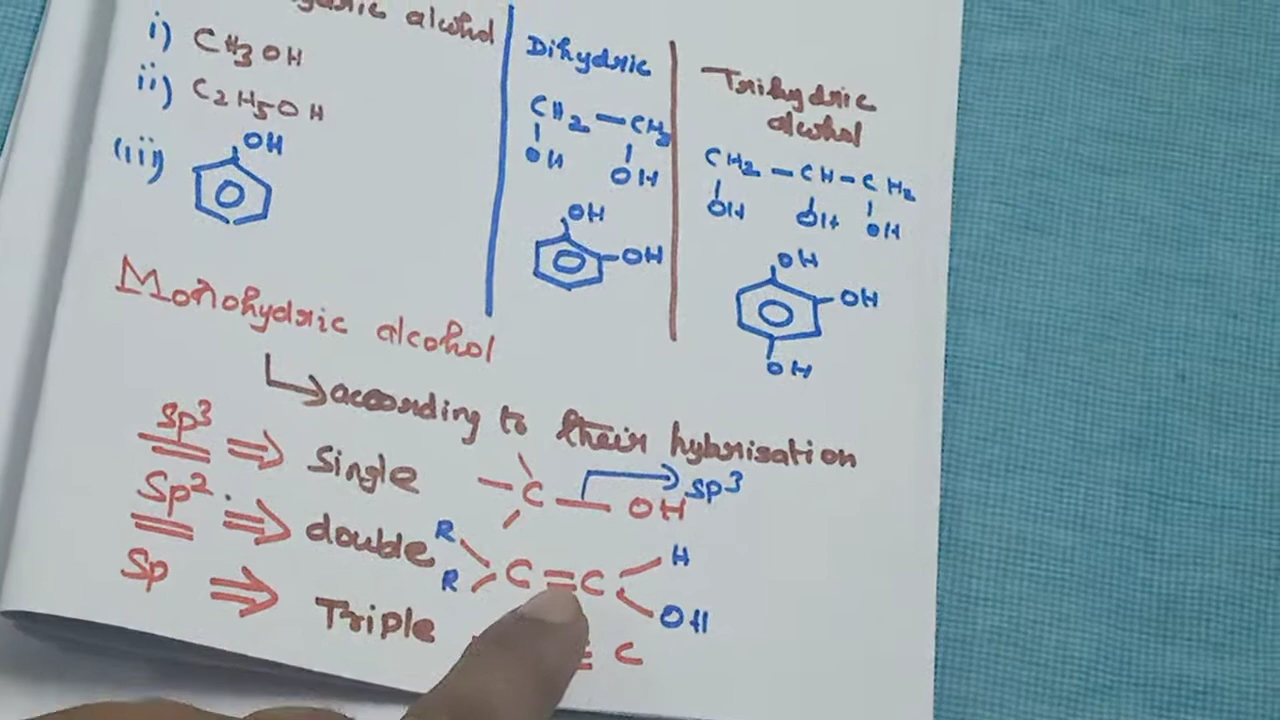 alcohol
i) CH3OH
ii) C2H5OH
(iii)
OH
Dihydric
CH2 — CH2
OH OH
OH
OH
Trihydric
alcohol
CH2 — CH — CH2
OH OH OH
OH
OH
OH
Monohydric alcohol
according to their hybrisation
Sp3 ⇒ Single
C — OH
sp3
Sp2 ⇒ double
R
R
C = C
H
OH
Sp ⇒ Triple
≡ C